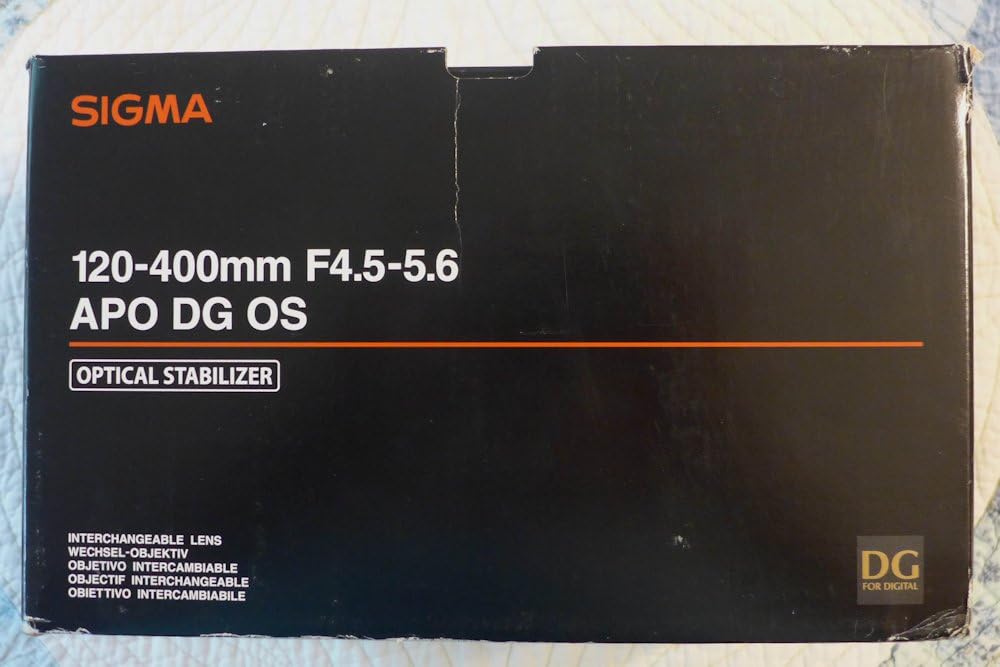 SIGMA
120-400mm F4.5-5.6
APO DG OS
OPTICAL STABILIZER
INTERCHANGEABLE LENS
WECHSEL-OBJEKTIV
OBJETIVO INTERCAMBIABLE
OBJECTIF INTERCHANGEABLE
OBIETTIVO INTERCAMBIABILE
DG
FOR DIGITAL